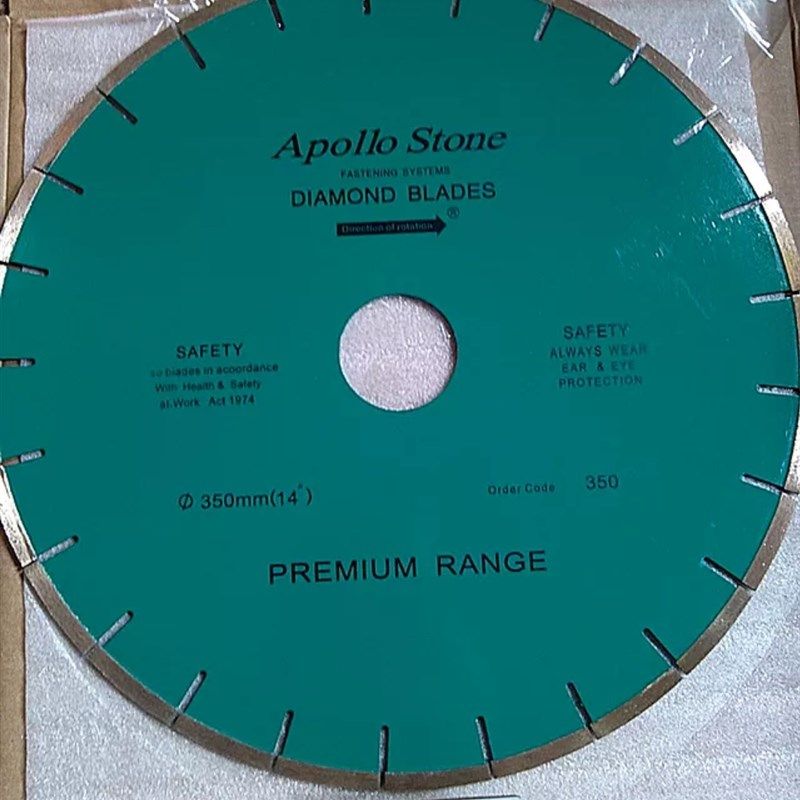 Apollo Stone
FASTENING SYSTEMS
DIAMOND BLADES
®
Direction of rotation
SAFETY
blades in accordance
With Health & Safety
at Work Act 1974
SAFETY
ALWAYS WEAR
EAR & EYE
PROTECTION
Ø 350mm(14")
Order Code 350
PREMIUM RANGE